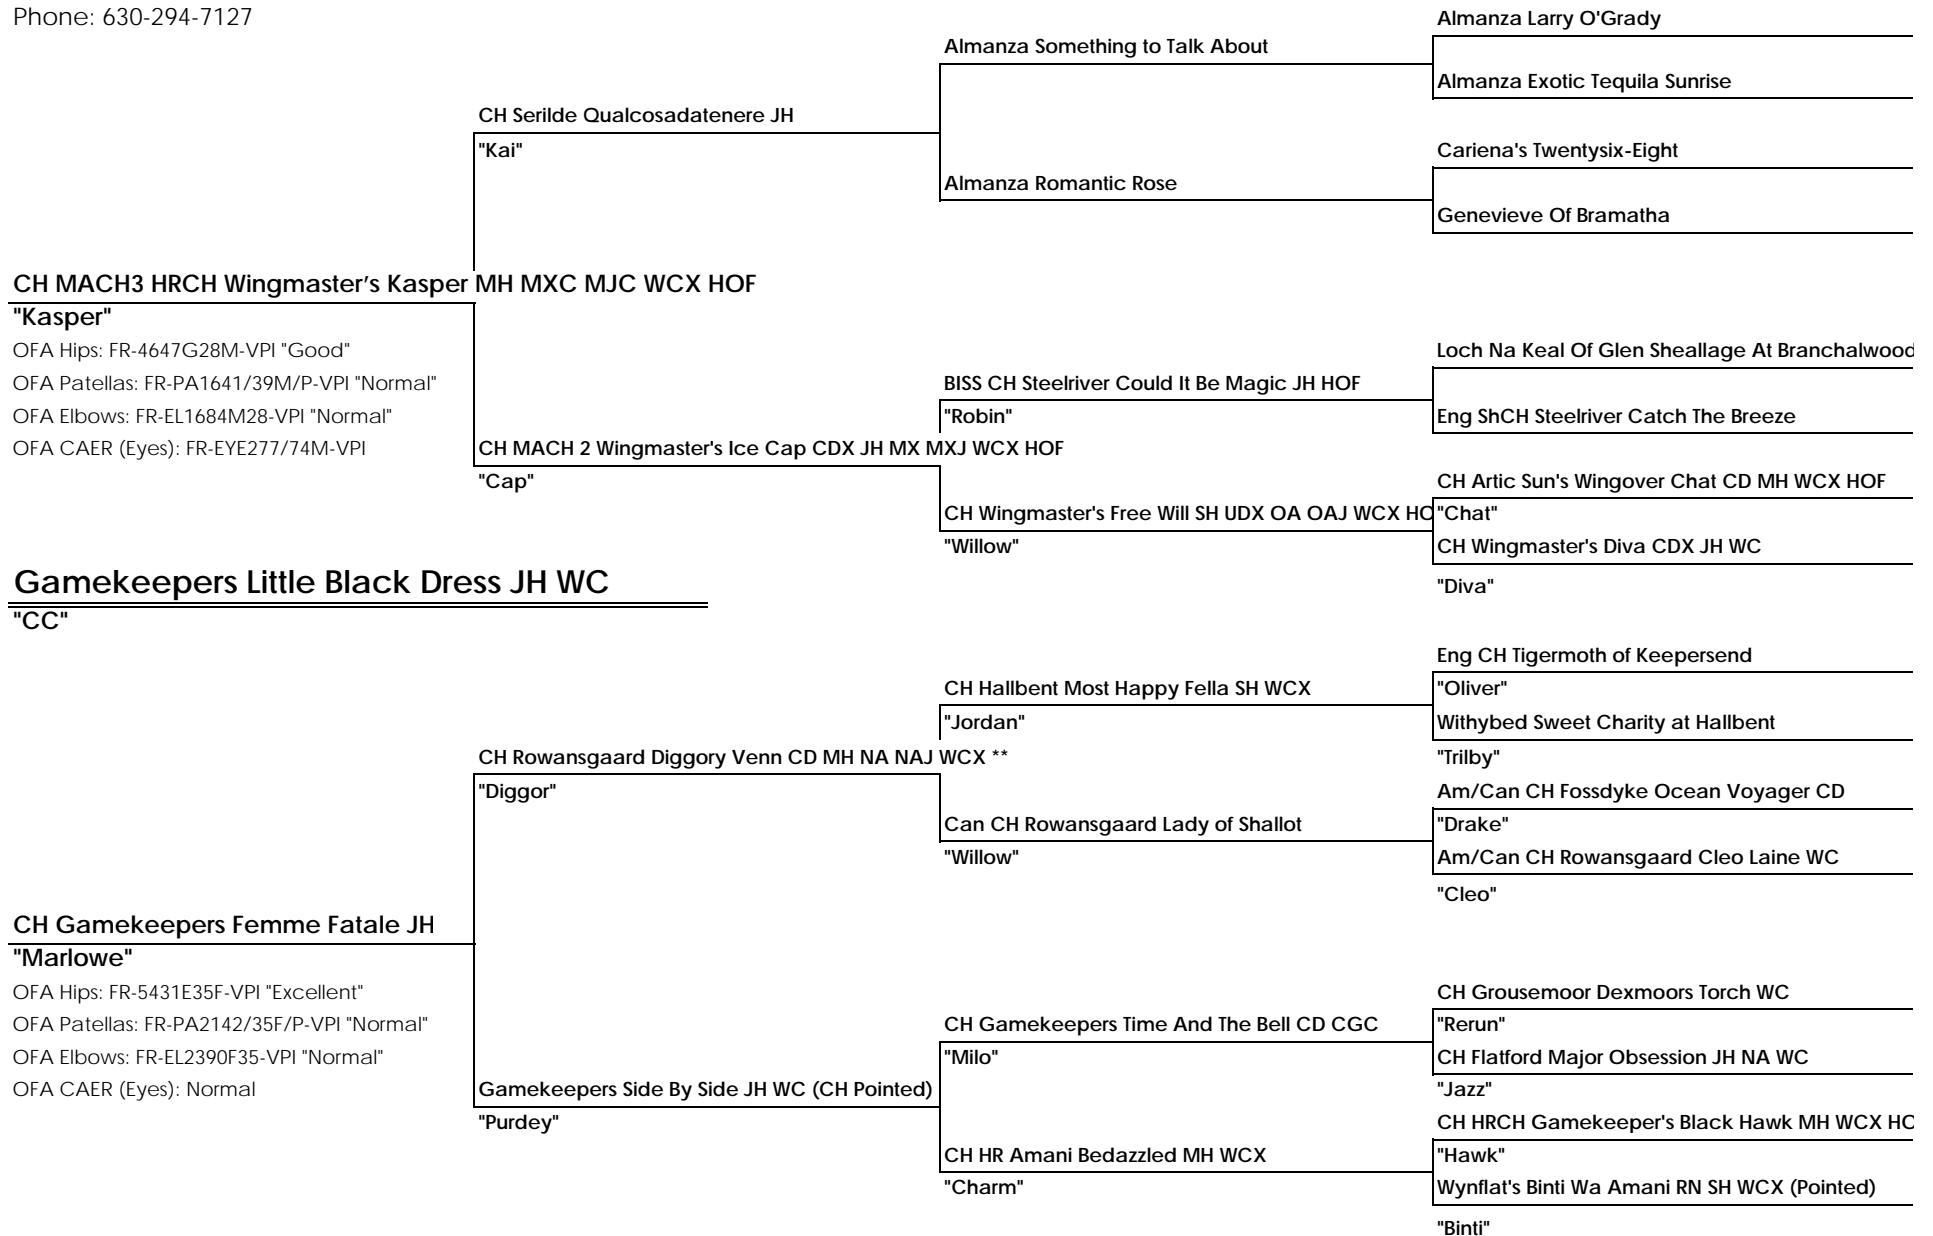 Phone: 630-294-7127
Almanza Larry O'Grady
Almanza Something to Talk About
Almanza Exotic Tequila Sunrise
CH Serilde Qualcosadatenere JH
"Kai"
Cariena's Twentysix-Eight
Almanza Romantic Rose
Genevieve Of Bramatha
CH MACH3 HRCH Wingmaster’s Kasper MH MXC MJC WCX HOF
"Kasper"
OFA Hips: FR-4647G28M-VPI "Good"
Loch Na Keal Of Glen Sheallage At Branchalwood
OFA Patellas: FR-PA1641/39M/P-VPI "Normal"
BISS CH Steelriver Could It Be Magic JH HOF
OFA Elbows: FR-EL1684M28-VPI "Normal"
"Robin"
Eng ShCH Steelriver Catch The Breeze
OFA CAER (Eyes): FR-EYE277/74M-VPI
CH MACH 2 Wingmaster's Ice Cap CDX JH MX MXJ WCX HOF
"Cap"
CH Artic Sun's Wingover Chat CD MH WCX HOF
CH Wingmaster's Free Will SH UDX OA OAJ WCX HO
"Chat"
"Willow"
CH Wingmaster's Diva CDX JH WC
Gamekeepers Little Black Dress JH WC
"Diva"
"CC"
Eng CH Tigermoth of Keepersend
CH Hallbent Most Happy Fella SH WCX
"Oliver"
"Jordan"
Withybed Sweet Charity at Hallbent
CH Rowansgaard Diggory Venn CD MH NA NAJ WCX **
"Trilby"
"Diggor"
Am/Can CH Fossdyke Ocean Voyager CD
Can CH Rowansgaard Lady of Shallot
"Drake"
"Willow"
Am/Can CH Rowansgaard Cleo Laine WC
"Cleo"
CH Gamekeepers Femme Fatale JH
"Marlowe"
OFA Hips: FR-5431E35F-VPI "Excellent"
CH Grousemoor Dexmoors Torch WC
OFA Patellas: FR-PA2142/35F/P-VPI "Normal"
CH Gamekeepers Time And The Bell CD CGC
"Rerun"
OFA Elbows: FR-EL2390F35-VPI "Normal"
"Milo"
CH Flatford Major Obsession JH NA WC
OFA CAER (Eyes): Normal
Gamekeepers Side By Side JH WC (CH Pointed)
"Jazz"
"Purdey"
CH HRCH Gamekeeper's Black Hawk MH WCX HO
CH HR Amani Bedazzled MH WCX
"Hawk"
"Charm"
Wynflat's Binti Wa Amani RN SH WCX (Pointed)
"Binti"